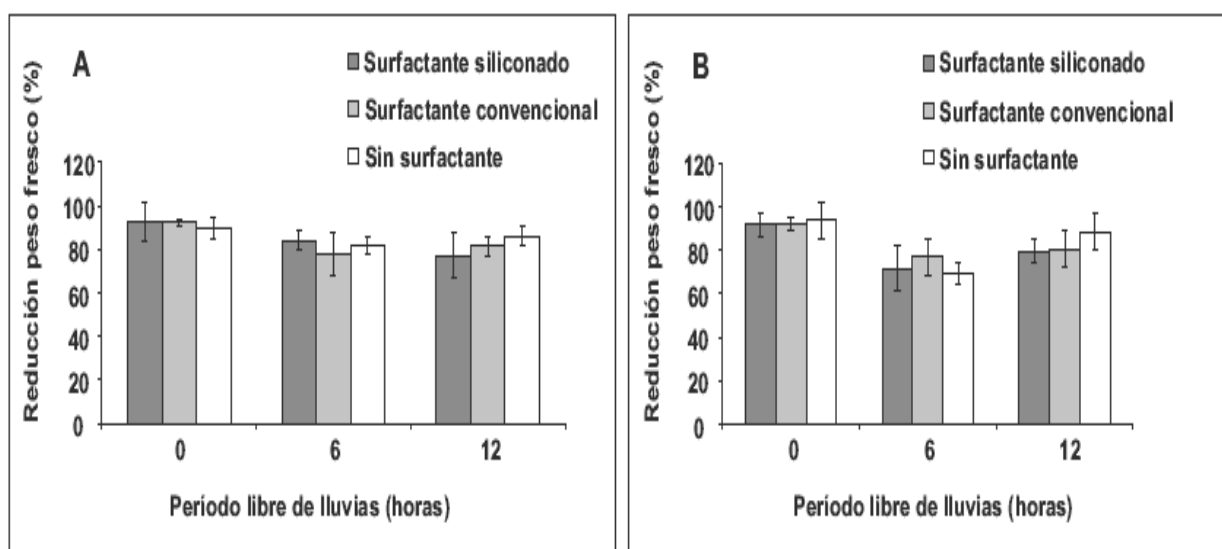 A
Surfactante siliconado
Surfactante convencional
Sin surfactante
Reducción peso fresco (%)
120
100
80
60
40
20
0
0 6 12
Período libre de lluvias (horas)
B
Surfactante siliconado
Surfactante convencional
Sin surfactante
Reducción peso fresco (%)
120
100
80
60
40
20
0
0 6 12
Período libre de lluvias (horas)